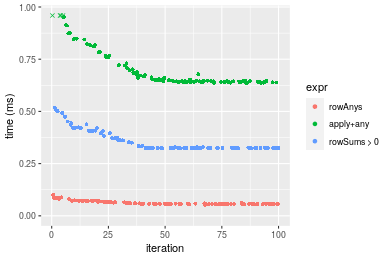 1.00
0.75
0.50
0.25
0.00
time (ms)
0
25
50
75
100
iteration
expr
rowAnys
apply+any
rowSums > 0